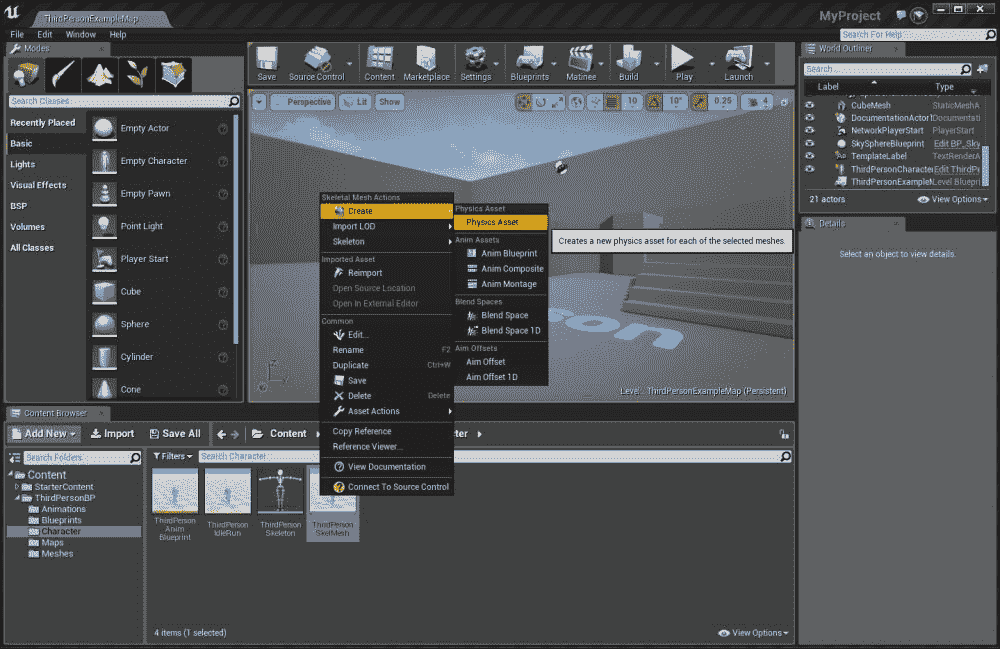 ThirdPersonExampleMap
MyProject
File Edit Window Help
Search For Help
Modes
Search Classes
Recently Placed
Basic
Lights
Visual Effects
BSP
Volumes
All Classes
Empty Actor
Empty Character
Empty Pawn
Point Light
Player Start
Cube
Sphere
Cylinder
Cone
Save Source Control Content Marketplace Settings Blueprints Matinee Build Play Launch
Perspective Lit Show
10 10° 0.25 4
Skeletal Mesh Actions
Create
Import LOD
Skeleton
Imported Asset
Reimport
Open Source Location
Open In External Editor
Common
Edit...
Rename F2
Duplicate Ctrl+W
Save
Delete Delete
Asset Actions
Copy Reference
Reference Viewer...
View Documentation
Connect To Source Control
Physics Asset
Physics Asset
Anim Assets
Anim Blueprint
Anim Composite
Anim Montage
Blend Spaces
Blend Space
Blend Space 1D
Aim Offsets
Aim Offset
Aim Offset 1D
Creates a new physics asset for each of the selected meshes.
Level: ThirdPersonExampleMap (Persistent)
World Outliner
Search...
Label Type
CubeMesh StaticMeshA
DocumentationActor1 Documentati
NetworkPlayerStart PlayerStart
SkySphereBlueprint Edit BP_Sky
TemplateLabel TextRenderA
ThirdPersonCharacter Edit ThirdP
ThirdPersonExampleM Level Bluepri
21 actors
View Options
Details
Select an object to view details.
Content Browser
Add New Import Save All Content
Search Folders
Filters
Search Character
Content
StarterContent
ThirdPersonBP
Animations
Blueprints
Character
Maps
Meshes
ThirdPerson
Anim
Blueprint
ThirdPerson
IdleRun
ThirdPerson
Skeleton
ThirdPerson
SkelMesh
4 items (1 selected)
View Options